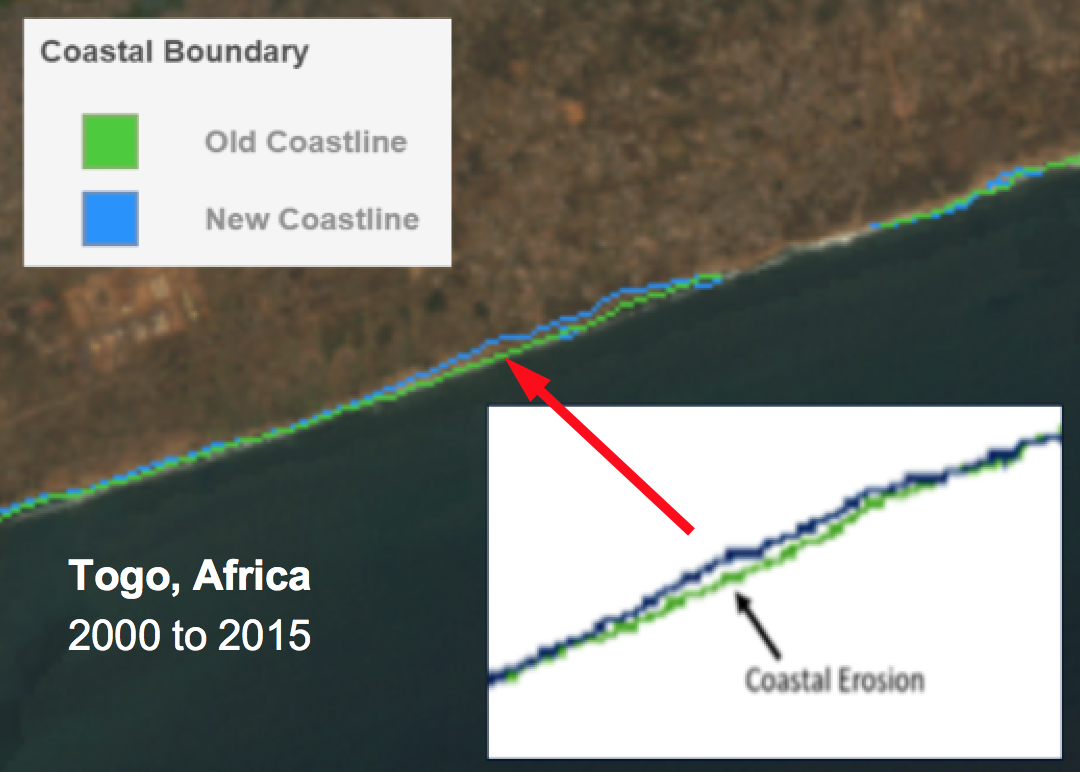 Coastal Boundary
Old Coastline
New Coastline
Togo, Africa
2000 to 2015
Coastal Erosion